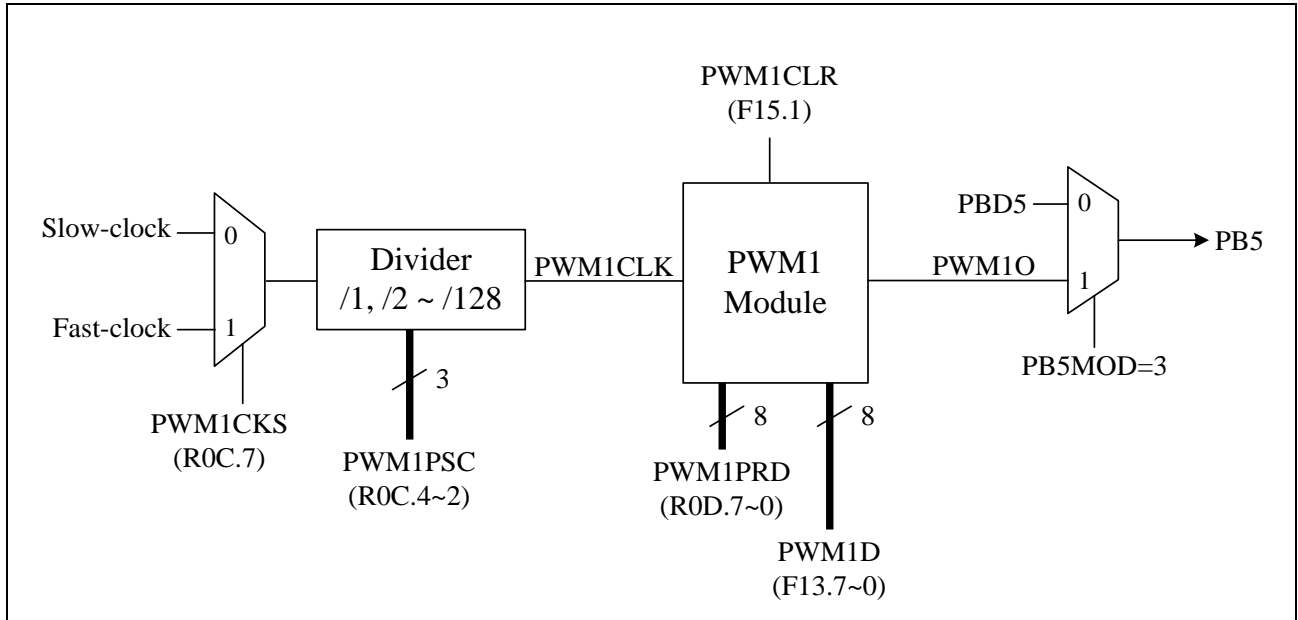 PWM1CLR
(F15.1)
Slow-clock
0
Fast-clock
1
PWM1CKS
(R0C.7)
Divider
/1, /2 ~ /128
3
PWM1PSC
(R0C.4~2)
PWM1CLK
PWM1
Module
8
PWM1PRD
(R0D.7~0)
8
PWM1D
(F13.7~0)
PBD5
0
PWM1O
1
PB5MOD=3
PB5